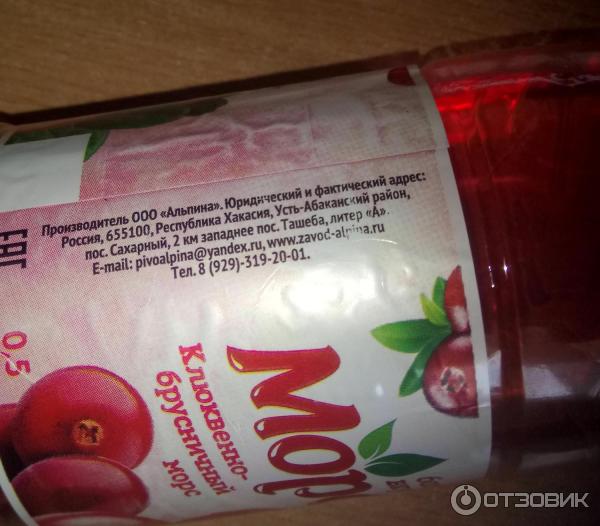 Производитель ООО «Альпина». Юридический и фактический адрес:
Россия, 655100, Республика Хакасия, Усть-Абаканский район,
пос. Сахарный, 2 км западнее пос. Ташеба, литер «А».
E-mail: pivoalpina@yandex.ru, www.zavod-alpina.ru
Тел. 8 (929)-319-20-01.
EAC
0,5
Клюквенно-
брусничный
морс
Мор
ОТЗОВИК